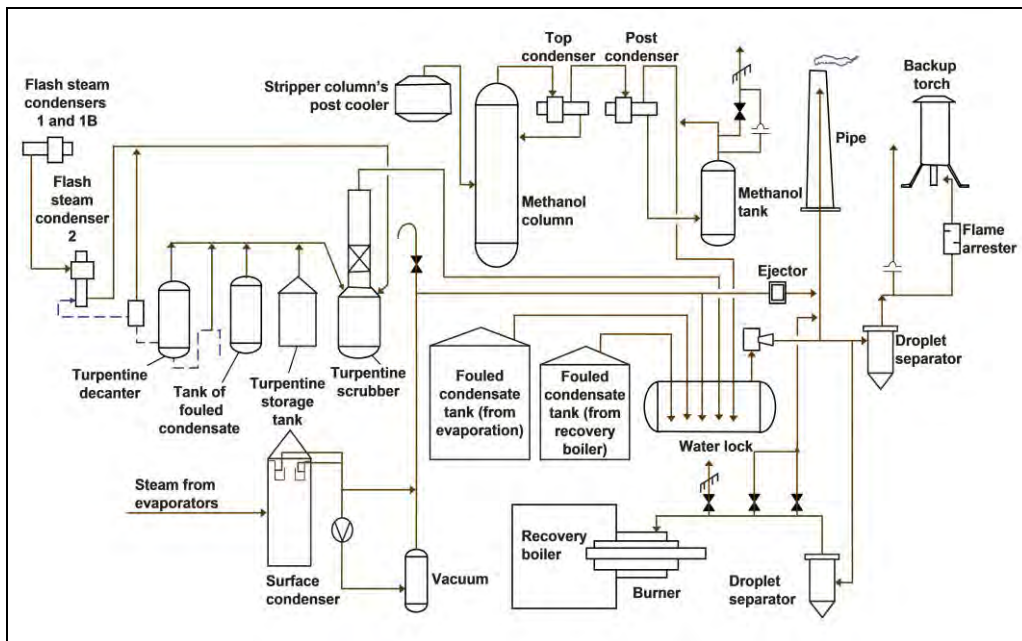 Top
condenser
Post
condenser
Backup
torch
Flash steam
condensers
1 and 1B
Stripper column's
post cooler
Pipe
Flash
steam
condenser
2
Methanol
column
Methanol
tank
Flame
arrester
Ejector
Droplet
separator
Turpentine
decanter
Tank of
fouled
condensate
Turpentine
storage
tank
Turpentine
scrubber
Fouled
condensate
tank (from
evaporation)
Fouled
condensate
tank (from
recovery
boiler)
Water lock
Steam from
evaporators
Surface
condenser
Vacuum
Recovery
boiler
Burner
Droplet
separator